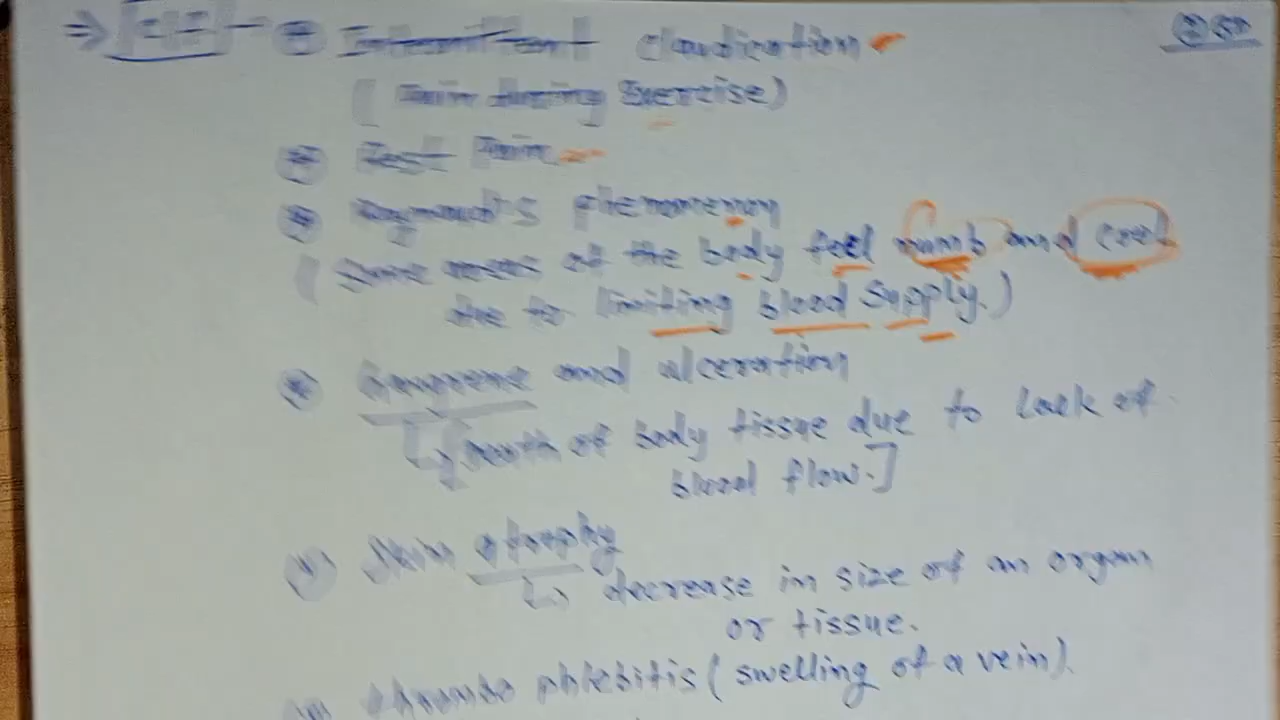 ⇒ C/F - * Intermittent claudication
( Pain during Exercise)
* Rest Pain
* Raynaud's phenomenon
( Some areas of the body feel numb and cool
due to limiting blood supply.)
* Gangrene and ulceration
↳ [Death of body tissue due to lack of
blood flow.]
* Skin atrophy
↳ decrease in size of an organ
or tissue.
* Thrombo phlebitis (swelling of a vein).